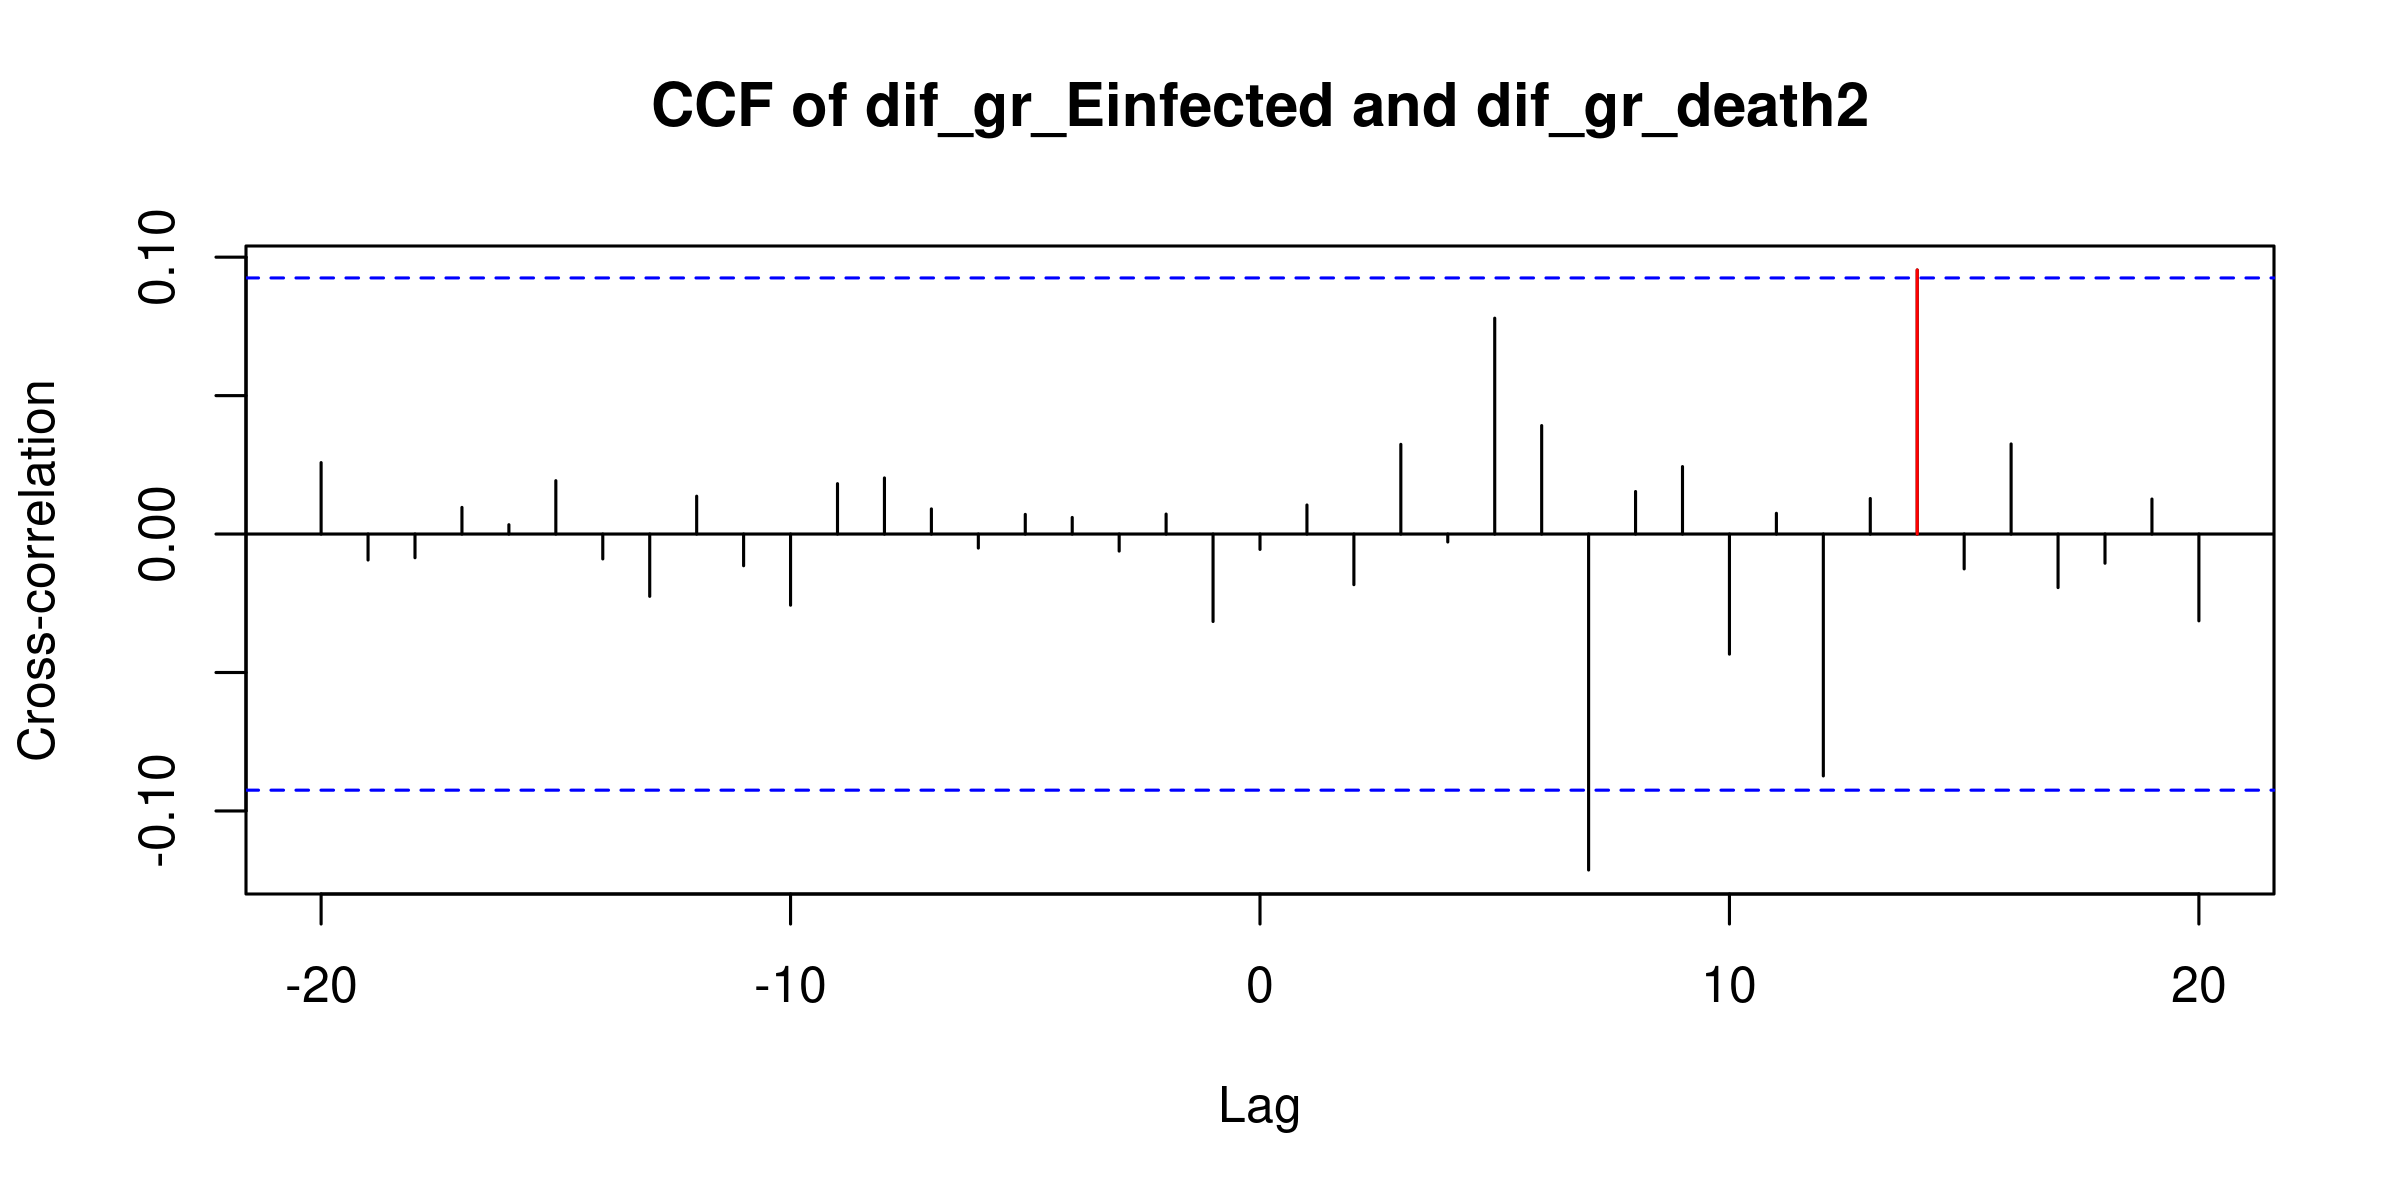 CCF of dif_gr_Einfected and dif_gr_death2
Cross-correlation
0.10
0.00
-0.10
-20 -10 0 10 20
Lag